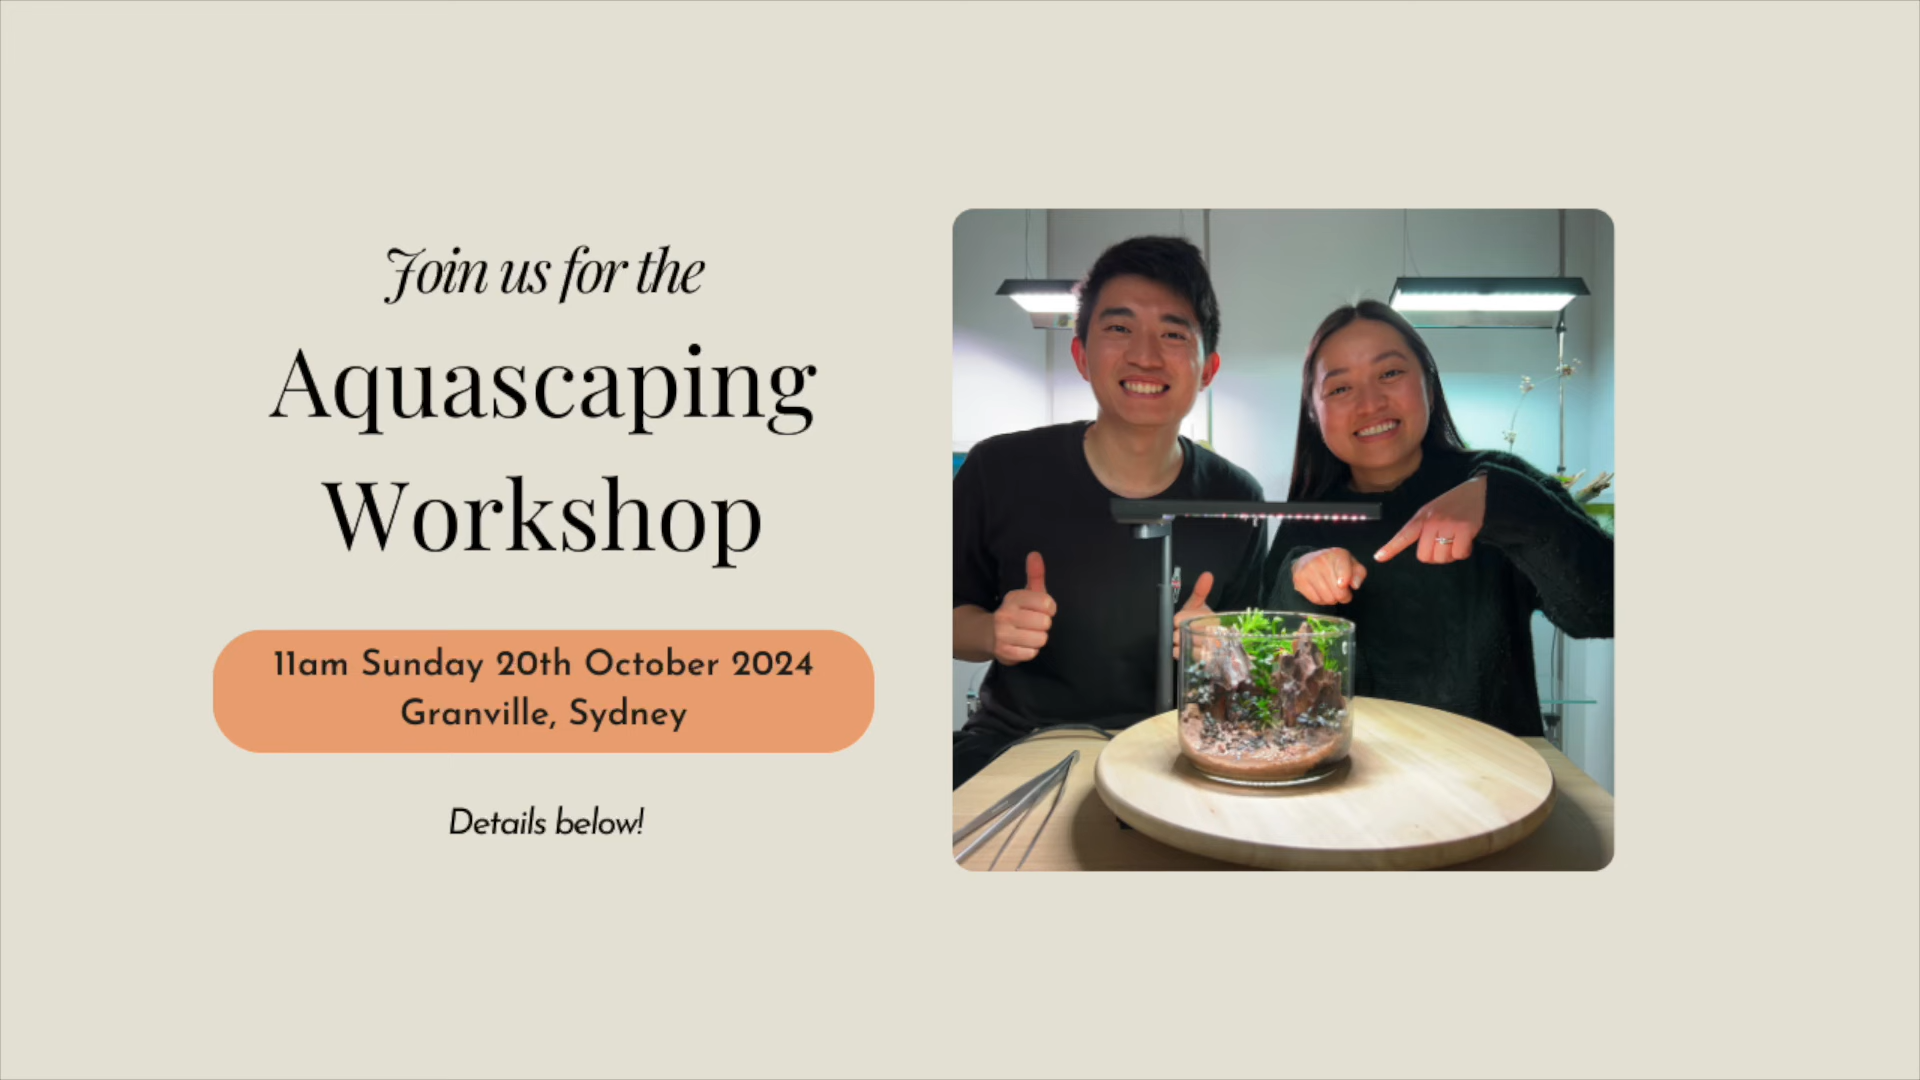 Join us for the
Aquascaping
Workshop
11am Sunday 20th October 2024
Granville, Sydney
Details below!